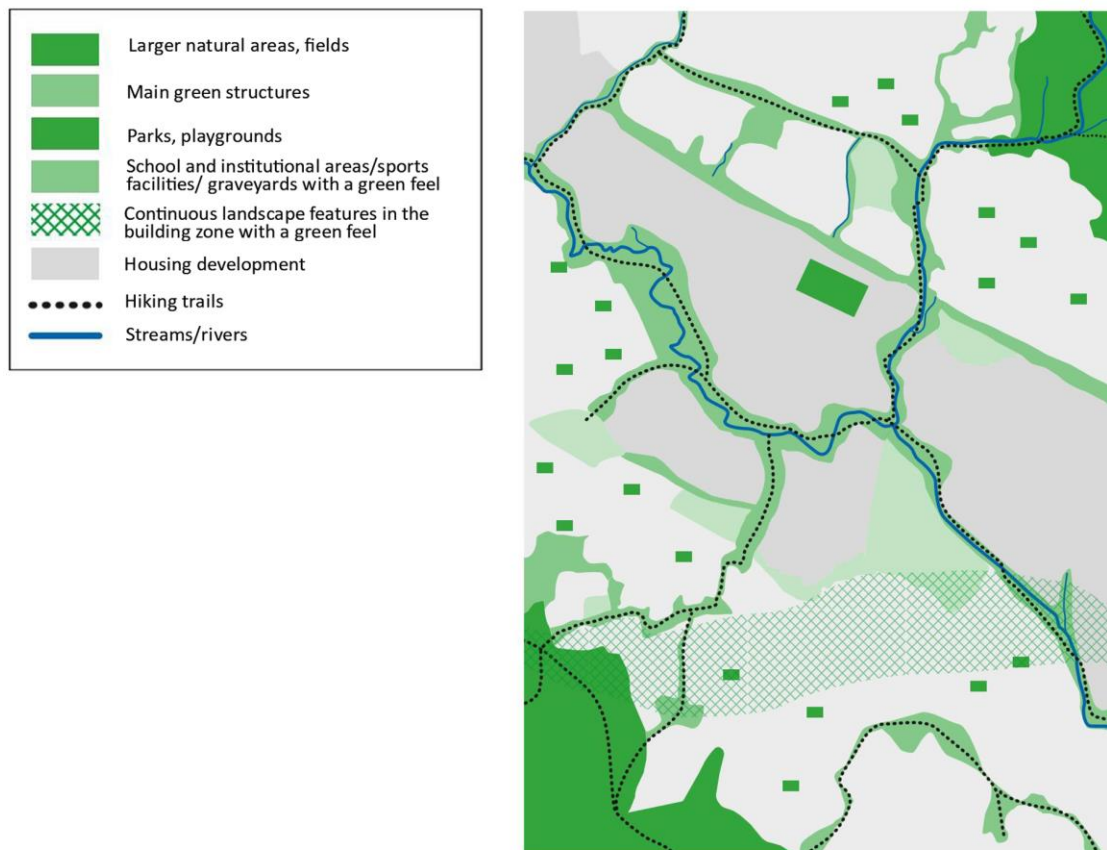 Larger natural areas, fields
Main green structures
Parks, playgrounds
School and institutional areas/sports
facilities/ graveyards with a green feel
Continuous landscape features in the
building zone with a green feel
Housing development
Hiking trails
Streams/rivers